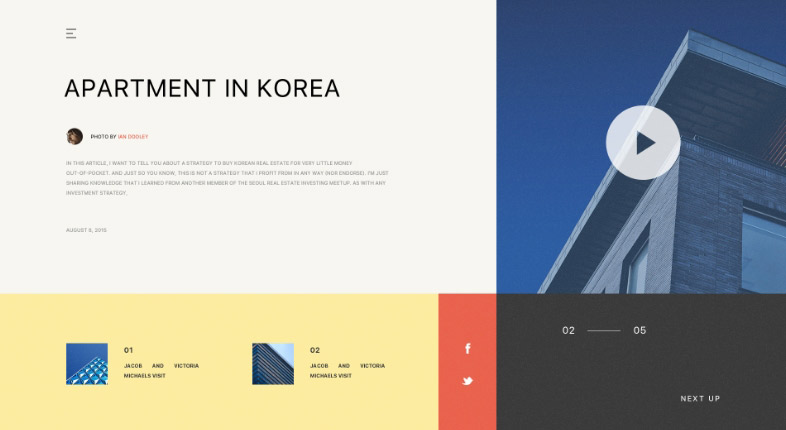 APARTMENT IN KOREA
PHOTO BY IAN DOOLEY
IN THIS ARTICLE, I WANT TO TELL YOU ABOUT A STRATEGY TO BUY KOREAN REAL ESTATE FOR VERY LITTLE MONEY
OUT-OF-POCKET. AND JUST SO YOU KNOW, THIS IS NOT A STRATEGY THAT I PROFIT FROM IN ANY WAY (NOR ENDORSE). I'M JUST
SHARING KNOWLEDGE THAT I LEARNED FROM ANOTHER MEMBER OF THE SEOUL REAL ESTATE INVESTING MEETUP. AS WITH ANY
INVESTMENT STRATEGY,
AUGUST 5, 2015
01
JACOB AND VICTORIA
MICHAELS VISIT
02
JACOB AND VICTORIA
MICHAELS VISIT
02 05
NEXT UP